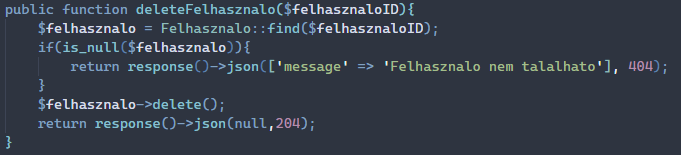 public function deleteFelhasznalo($felhasznaloID){
    $felhasznalo = Felhasznalo::find($felhasznaloID);
    if(is_null($felhasznalo)){
        return response()->json(['message' => 'Felhasznalo nem talalhato'], 404);
    }
    $felhasznalo->delete();
    return response()->json(null,204);
}